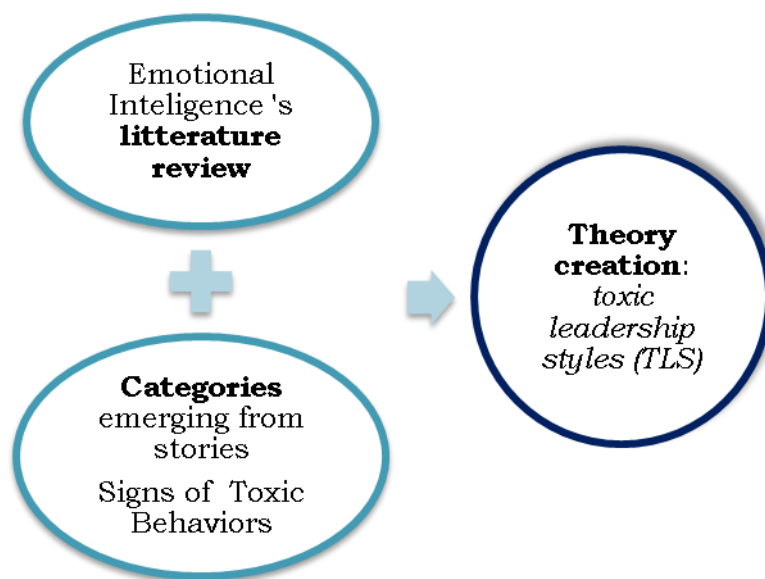 Emotional
Inteligence 's
litterature
review
Categories
emerging from
stories
Signs of Toxic
Behaviors
Theory
creation:
toxic
leadership
styles (TLS)